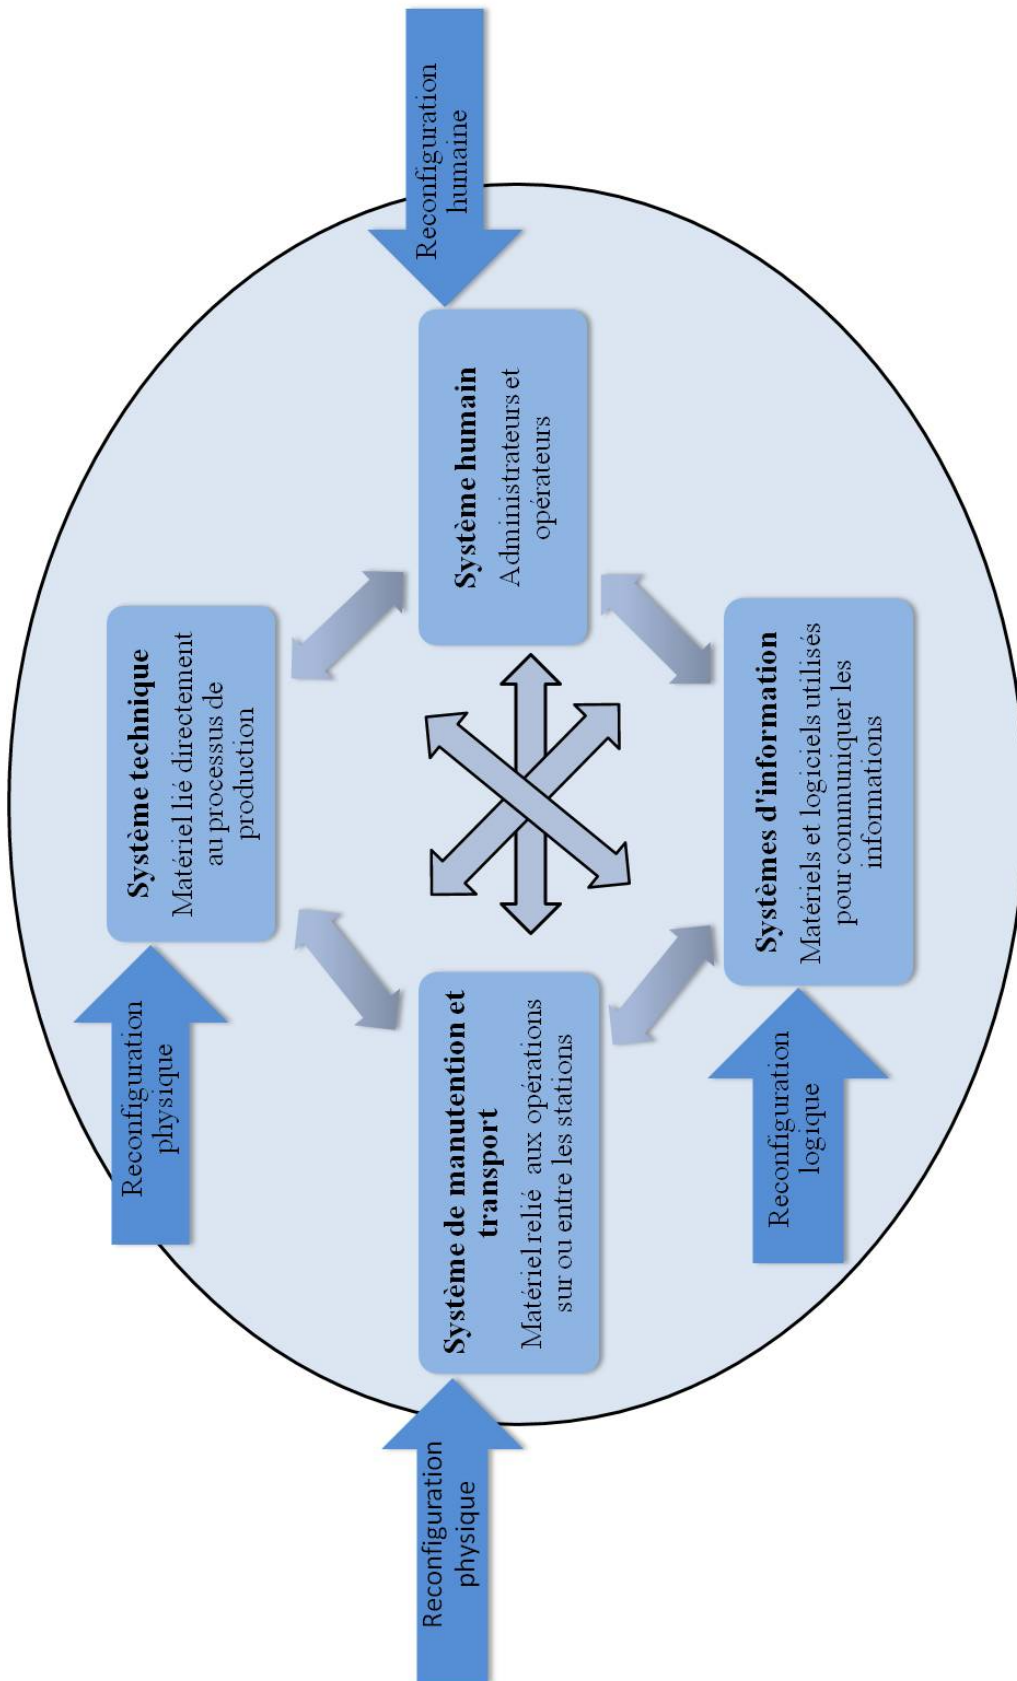 Reconfiguration
physique
Système technique
Matériel lié directement
au processus de
production
Reconfiguration
physique
Système de manutention et
transport
Matériel relié aux opérations
sur ou entre les stations
Système humain
Administrateurs et
opérateurs
Reconfiguration
humaine
Reconfiguration
logique
Systèmes d'information
Matériels et logiciels utilisés
pour communiquer les
informations